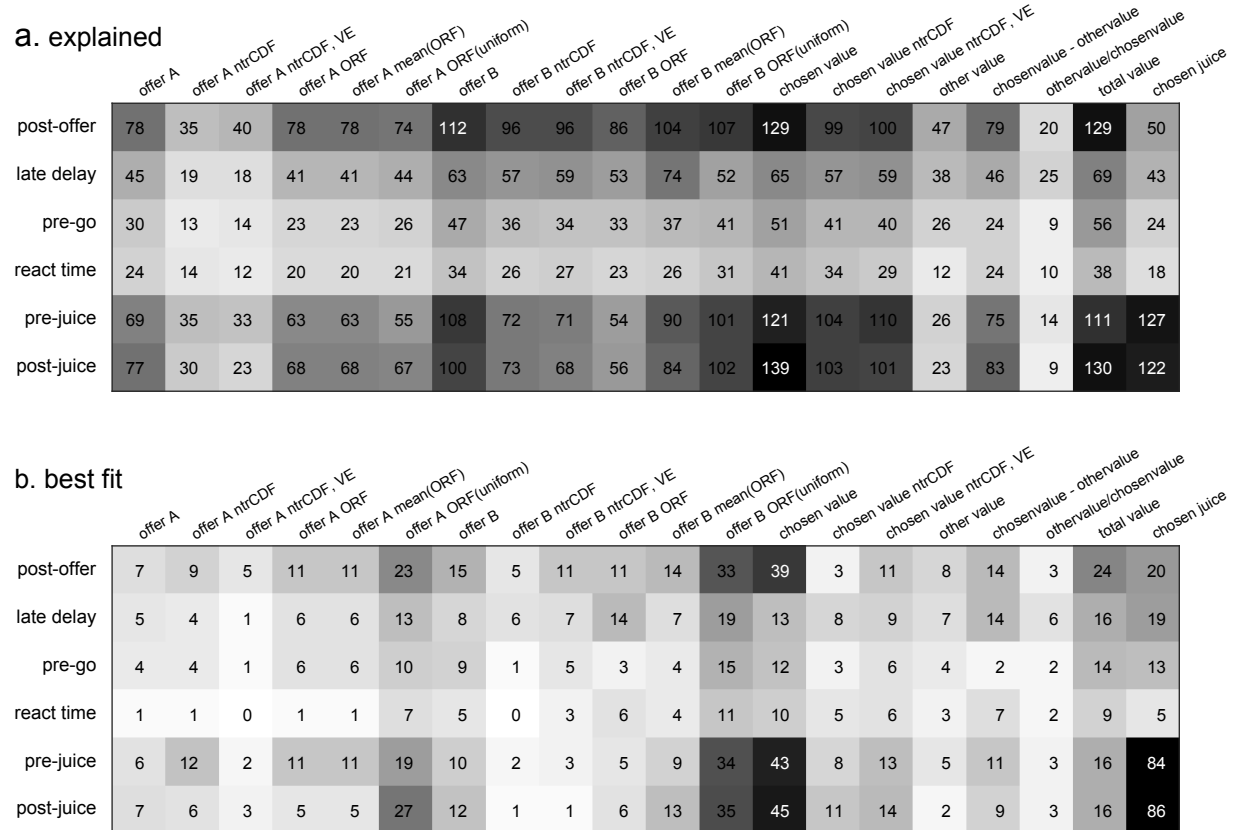 a. explained
offer A
offer A ntrCDF
offer A ntrCDF, VE
offer A ORF
offer A mean(ORF)
offer A ORF(uniform)
offer B
offer B ntrCDF
offer B ntrCDF, VE
offer B ORF
offer B mean(ORF)
offer B ORF(uniform)
chosen value
chosen value ntrCDF
chosen value ntrCDF, VE
other value
chosenvalue - othervalue
othervalue/chosenvalue
total value
chosen juice
post-offer 78 35 40 78 78 74 112 96 96 86 104 107 129 99 100 47 79 20 129 50
late delay 45 19 18 41 41 44 63 57 59 53 74 52 65 57 59 38 46 25 69 43
pre-go 30 13 14 23 23 26 47 36 34 33 37 41 51 41 40 26 24 9 56 24
react time 24 14 12 20 20 21 34 26 27 23 26 31 41 34 29 12 24 10 38 18
pre-juice 69 35 33 63 63 55 108 72 71 54 90 101 121 104 110 26 75 14 111 127
post-juice 77 30 23 68 68 67 100 73 68 56 84 102 139 103 101 23 83 9 130 122
b. best fit
offer A
offer A ntrCDF
offer A ntrCDF, VE
offer A ORF
offer A mean(ORF)
offer A ORF(uniform)
offer B
offer B ntrCDF
offer B ntrCDF, VE
offer B ORF
offer B mean(ORF)
offer B ORF(uniform)
chosen value
chosen value ntrCDF
chosen value ntrCDF, VE
other value
chosenvalue - othervalue
othervalue/chosenvalue
total value
chosen juice
post-offer 7 9 5 11 11 23 15 5 11 11 14 33 39 3 11 8 14 3 24 20
late delay 5 4 1 6 6 13 8 6 7 14 7 19 13 8 9 7 14 6 16 19
pre-go 4 4 1 6 6 10 9 1 5 3 4 15 12 3 6 4 2 2 14 13
react time 1 1 0 1 1 7 5 0 3 6 4 11 10 5 6 3 7 2 9 5
pre-juice 6 12 2 11 11 19 10 2 3 5 9 34 43 8 13 5 11 3 16 84
post-juice 7 6 3 5 5 27 12 1 1 6 13 35 45 11 14 2 9 3 16 86